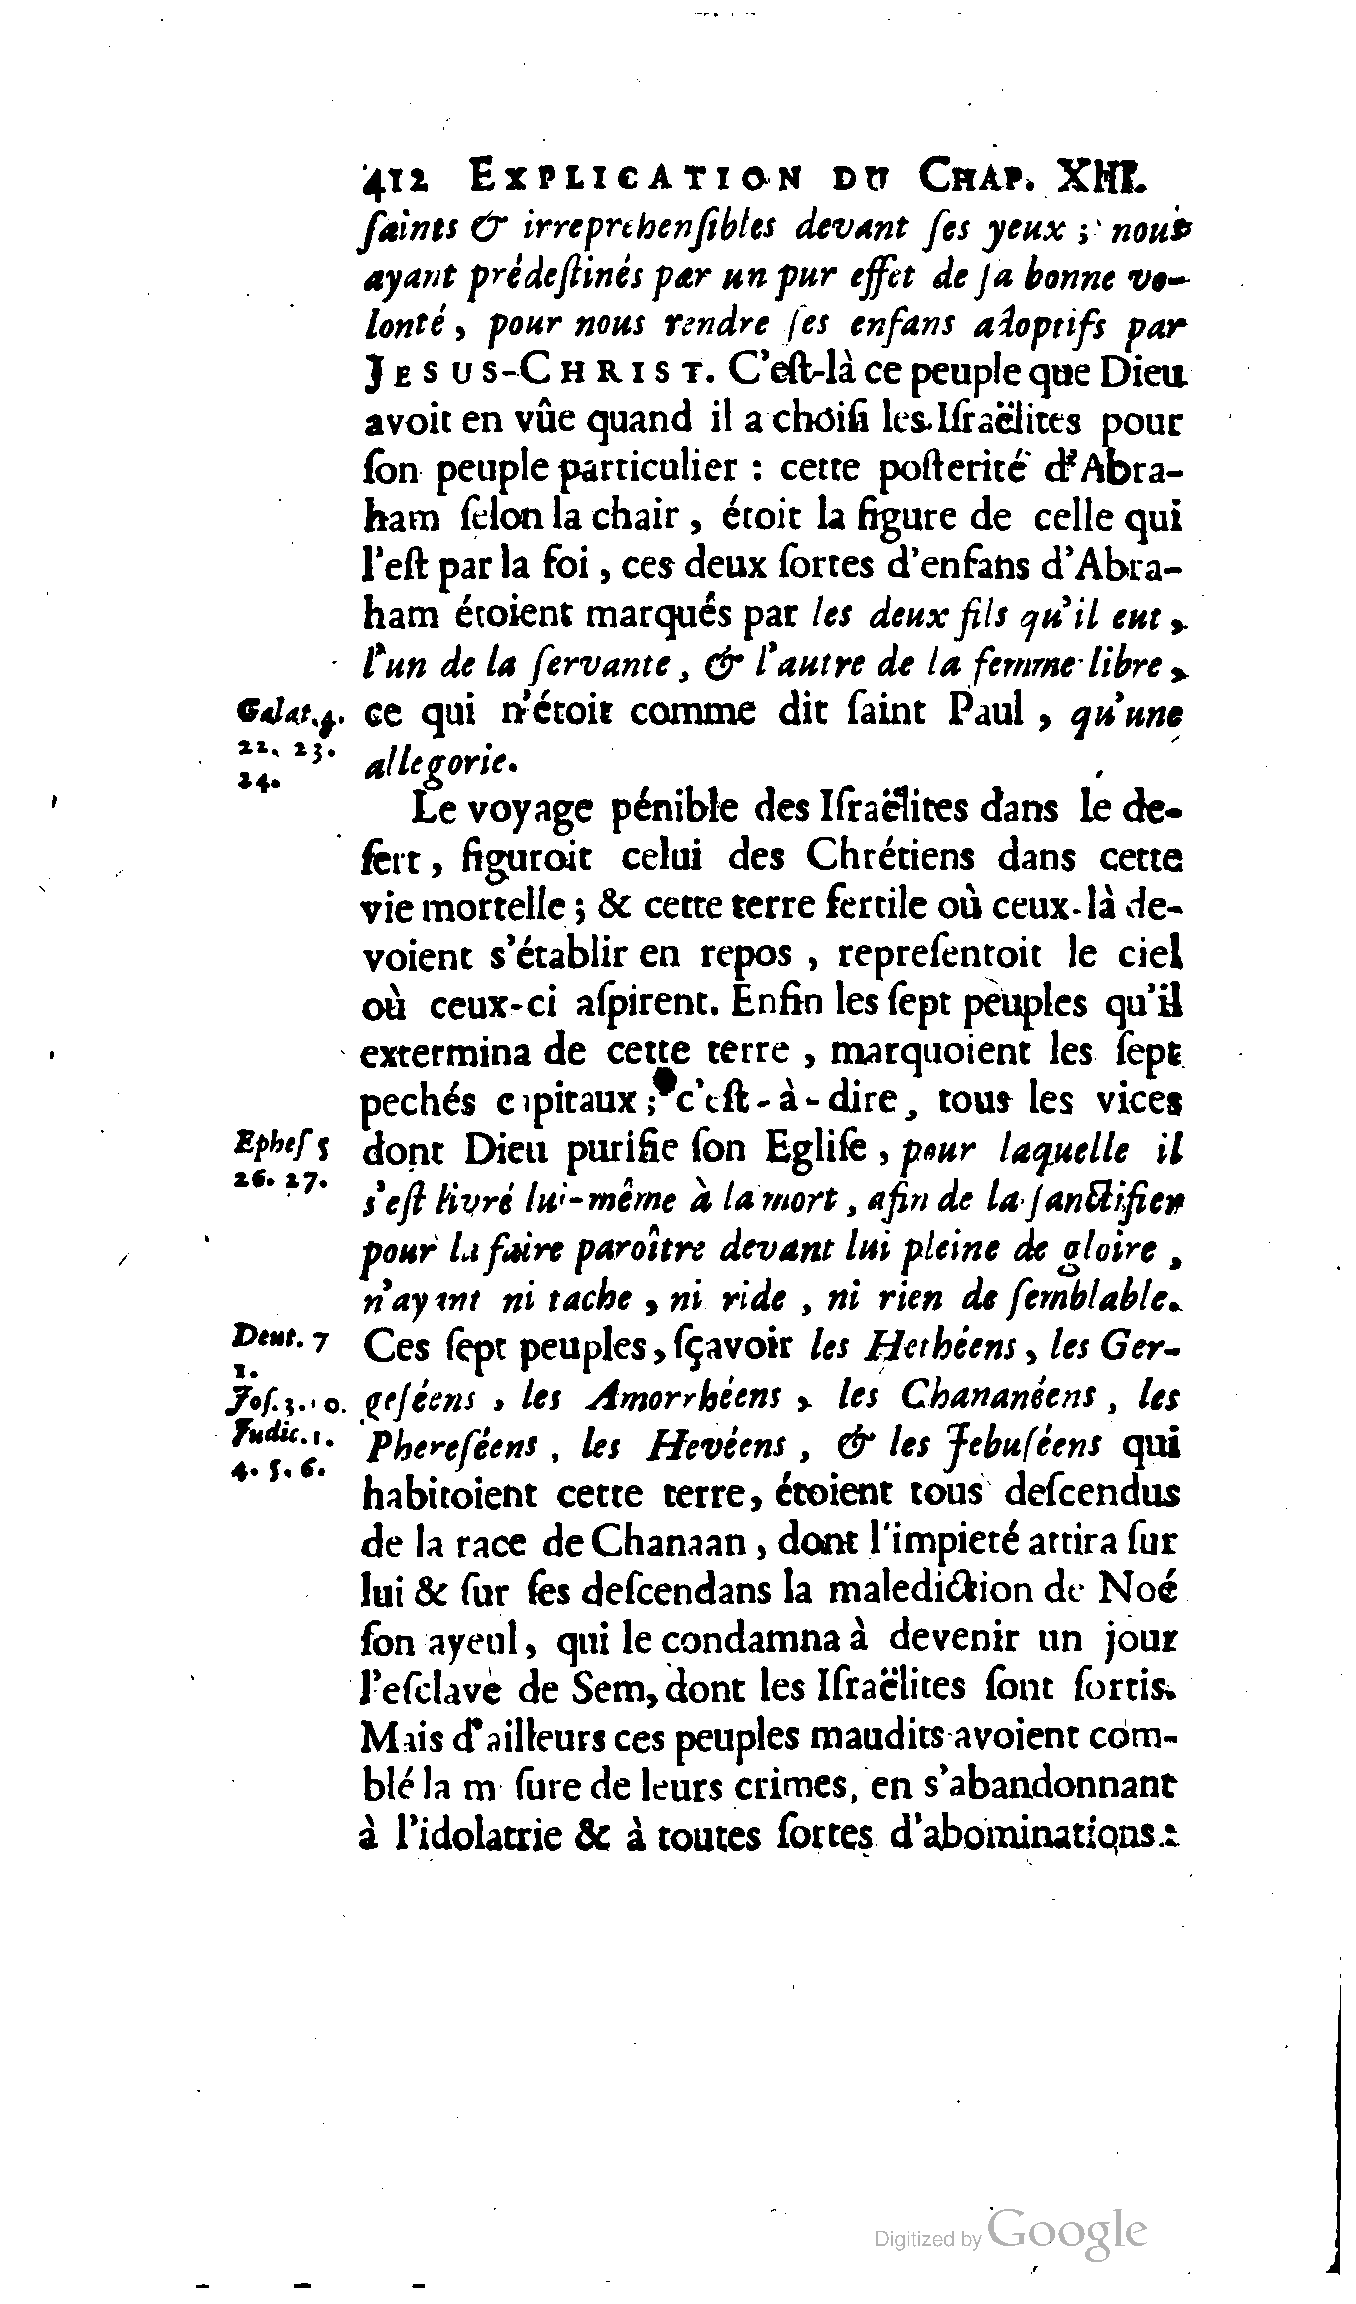 412 EXPLICATION DU CHAP. XIII.
ſaints & irreprehenſibles devant ſes yeux ; nous
ayant prédeſtinés par un pur effet de ſa bonne vo-
lonté, pour nous rendre ſes enfans adoptifs par
JESUS-CHRIST. C'eſt-là ce peuple que Dieu
avoit en vûe quand il a choiſi les Iſraëlites pour
ſon peuple particulier : cette poſterité d'Abra-
ham ſelon la chair, étoit la figure de celle qui
l'eſt par la foi, ces deux ſortes d'enfans d'Abra-
ham étoient marqués par les deux fils qu'il eut,
l'un de la ſervante, & l'autre de la femme libre,
Galat. 4. ce qui n'étoit comme dit ſaint Paul, qu'une
22. 23. allegorie.
24.
Le voyage pénible des Iſraëlites dans le de-
ſert, figuroit celui des Chrétiens dans cette
vie mortelle ; & cette terre fertile où ceux-là de-
voient s'établir en repos, repreſentoit le ciel
où ceux-ci aſpirent. Enfin les ſept peuples qu'il
extermina de cette terre, marquoient les ſept
pechés capitaux ; c'eſt-à-dire, tous les vices
Epheſ 5 dont Dieu purifie ſon Egliſe, pour laquelle il
26. 27. s'eſt livré lui-même à la mort, afin de la ſanctifier
pour la faire paroître devant lui pleine de gloire,
n'ayant ni tache, ni ride, ni rien de ſemblable.
Deut. 7 Ces ſept peuples, ſçavoir les Hethéens, les Ger-
1.
Joſ. 3. 10. geſéens, les Amorrhéens, les Chananéens, les
Judic. 1. Phereſéens, les Hevéens, & les Jebuſéens qui
4. 5. 6.
habitoient cette terre, étoient tous deſcendus
de la race de Chanaan, dont l'impieté attira ſur
lui & ſur ſes deſcendans la malediction de Noé
ſon ayeul, qui le condamna à devenir un jour
l'eſclave de Sem, dont les Iſraëlites ſont ſortis.
Mais d'ailleurs ces peuples maudits avoient com-
blé la meſure de leurs crimes, en s'abandonnant
à l'idolatrie & à toutes ſortes d'abominations :
Digitized by Google